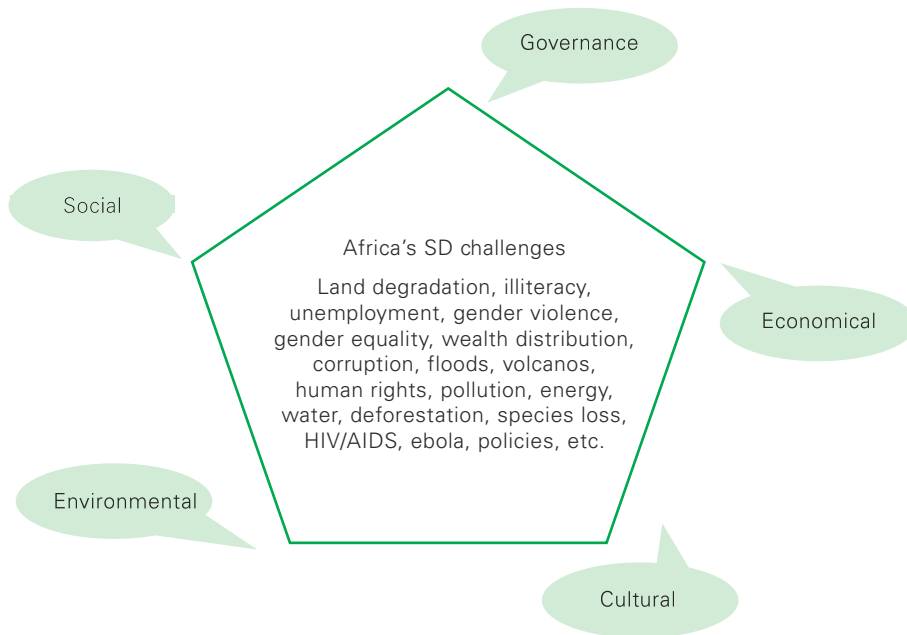 Governance
Social
Africa’s SD challenges
Land degradation, illiteracy,
unemployment, gender violence,
gender equality, wealth distribution,
corruption, floods, volcanos,
human rights, pollution, energy,
water, deforestation, species loss,
HIV/AIDS, ebola, policies, etc.
Economical
Environmental
Cultural